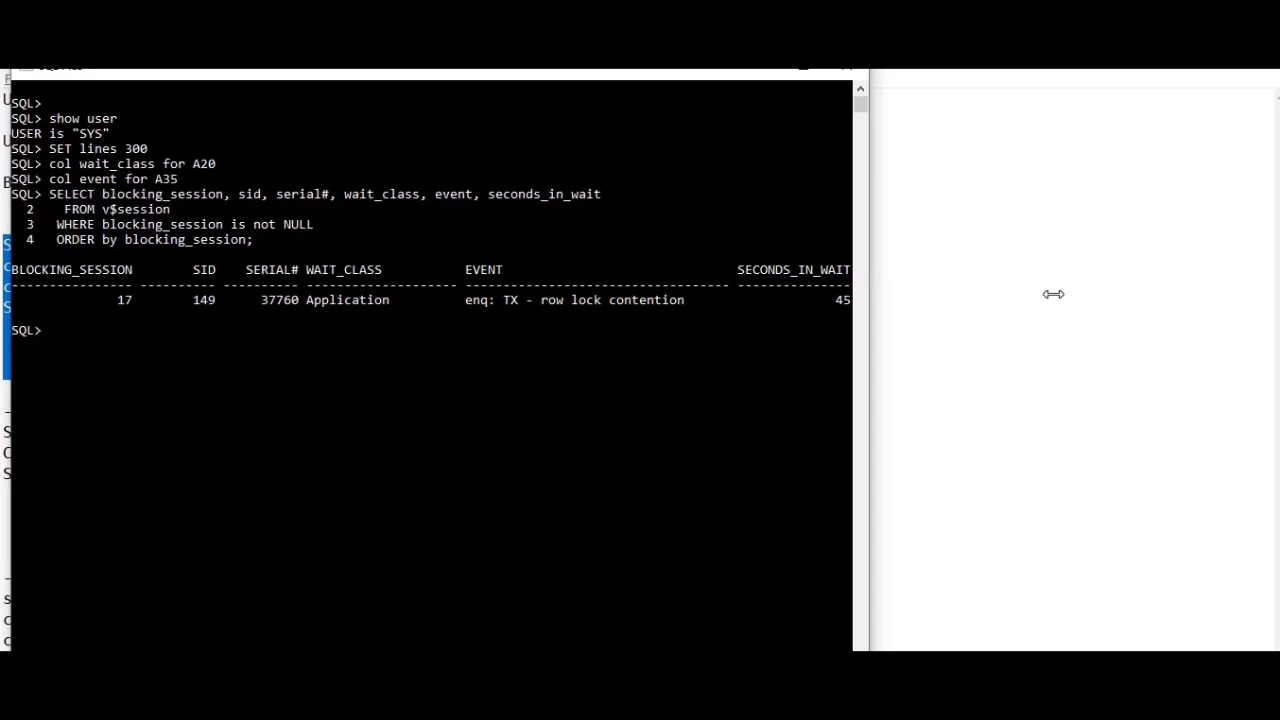 SQL>
SQL> show user
USER is "SYS"
SQL> SET lines 300
SQL> col wait_class for A20
SQL> col event for A35
SQL> SELECT blocking_session, sid, serial#, wait_class, event, seconds_in_wait
2 FROM v$session
3 WHERE blocking_session is not NULL
4 ORDER by blocking_session;
BLOCKING_SESSION SID SERIAL# WAIT_CLASS EVENT SECONDS_IN_WAIT
---------------- ---------- ---------- -------------------- ----------------------------------- ---------------
17 149 37760 Application enq: TX - row lock contention 45
SQL>